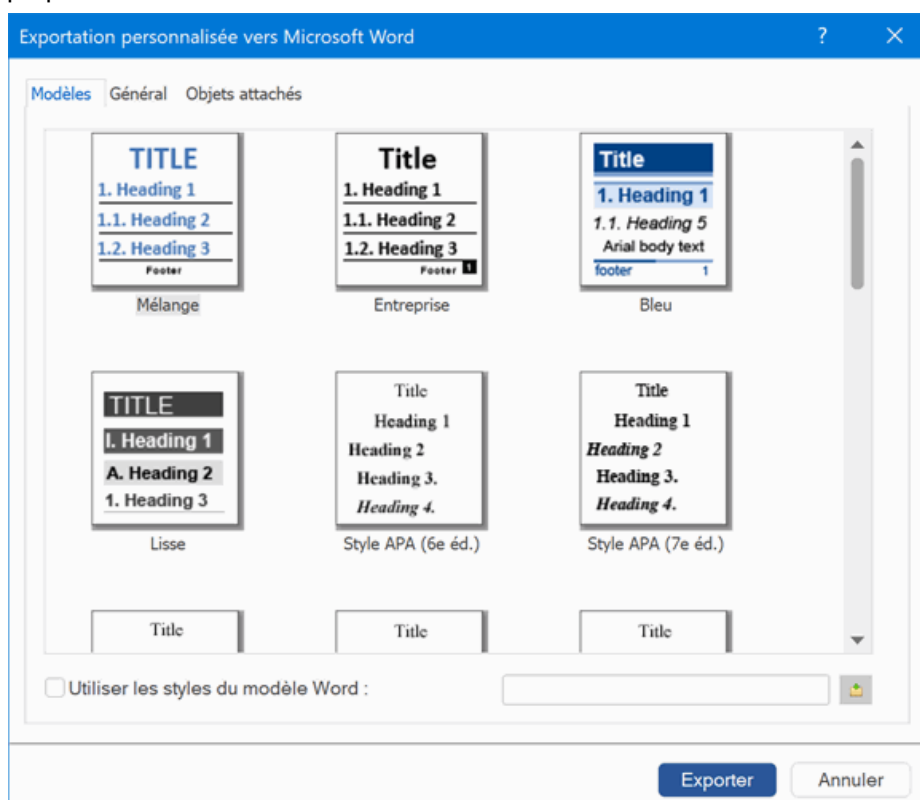 Exportation personnalisée vers Microsoft Word ?
Modèles Général Objets attachés
TITLE
1. Heading 1
1.1. Heading 2
1.2. Heading 3
Footer
Mélange
Title
1. Heading 1
1.1. Heading 2
1.2. Heading 3
Footer 1
Entreprise
Title
1. Heading 1
1.1. Heading 5
Arial body text
footer 1
Bleu
TITLE
I. Heading 1
A. Heading 2
1. Heading 3
Lisse
Title
Heading 1
Heading 2
Heading 3.
Heading 4.
Style APA (6e éd.)
Title
Heading 1
Heading 2
Heading 3.
Heading 4.
Style APA (7e éd.)
Title
Title
Title
Utiliser les styles du modèle Word :
Exporter Annuler